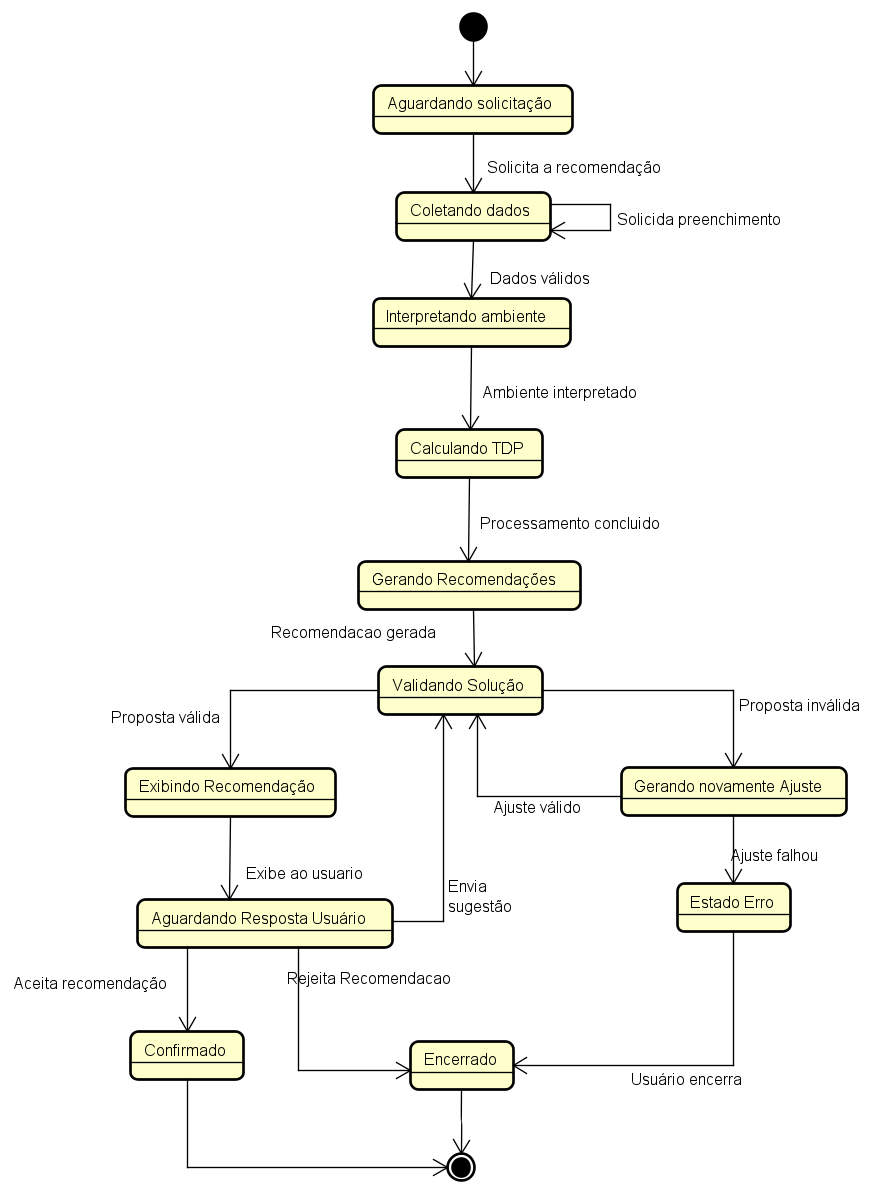 Aguardando solicitação
Solicita a recomendação
Coletando dados
Solicida preenchimento
Dados válidos
Interpretando ambiente
Ambiente interpretado
Calculando TDP
Processamento concluido
Gerando Recomendações
Recomendacao gerada
Validando Solução
Proposta válida
Proposta inválida
Exibindo Recomendação
Gerando novamente Ajuste
Ajuste válido
Exibe ao usuario
Ajuste falhou
Envia
sugestão
Aguardando Resposta Usuário
Estado Erro
Aceita recomendação
Rejeita Recomendacao
Confirmado
Encerrado
Usuário encerra